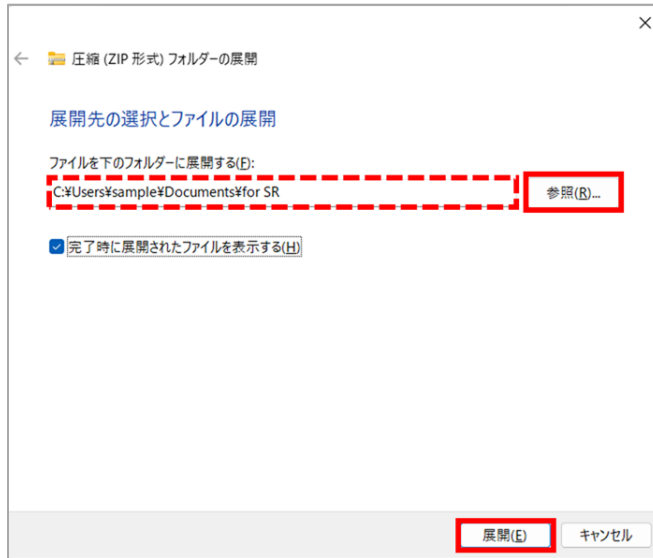 圧縮 (ZIP 形式) フォルダーの展開
展開先の選択とファイルの展開
ファイルを下のフォルダーに展開する(F):
C:¥Users¥sample¥Documents¥for SR
参照(R)...
完了時に展開されたファイルを表示する(H)
展開(E)
キャンセル